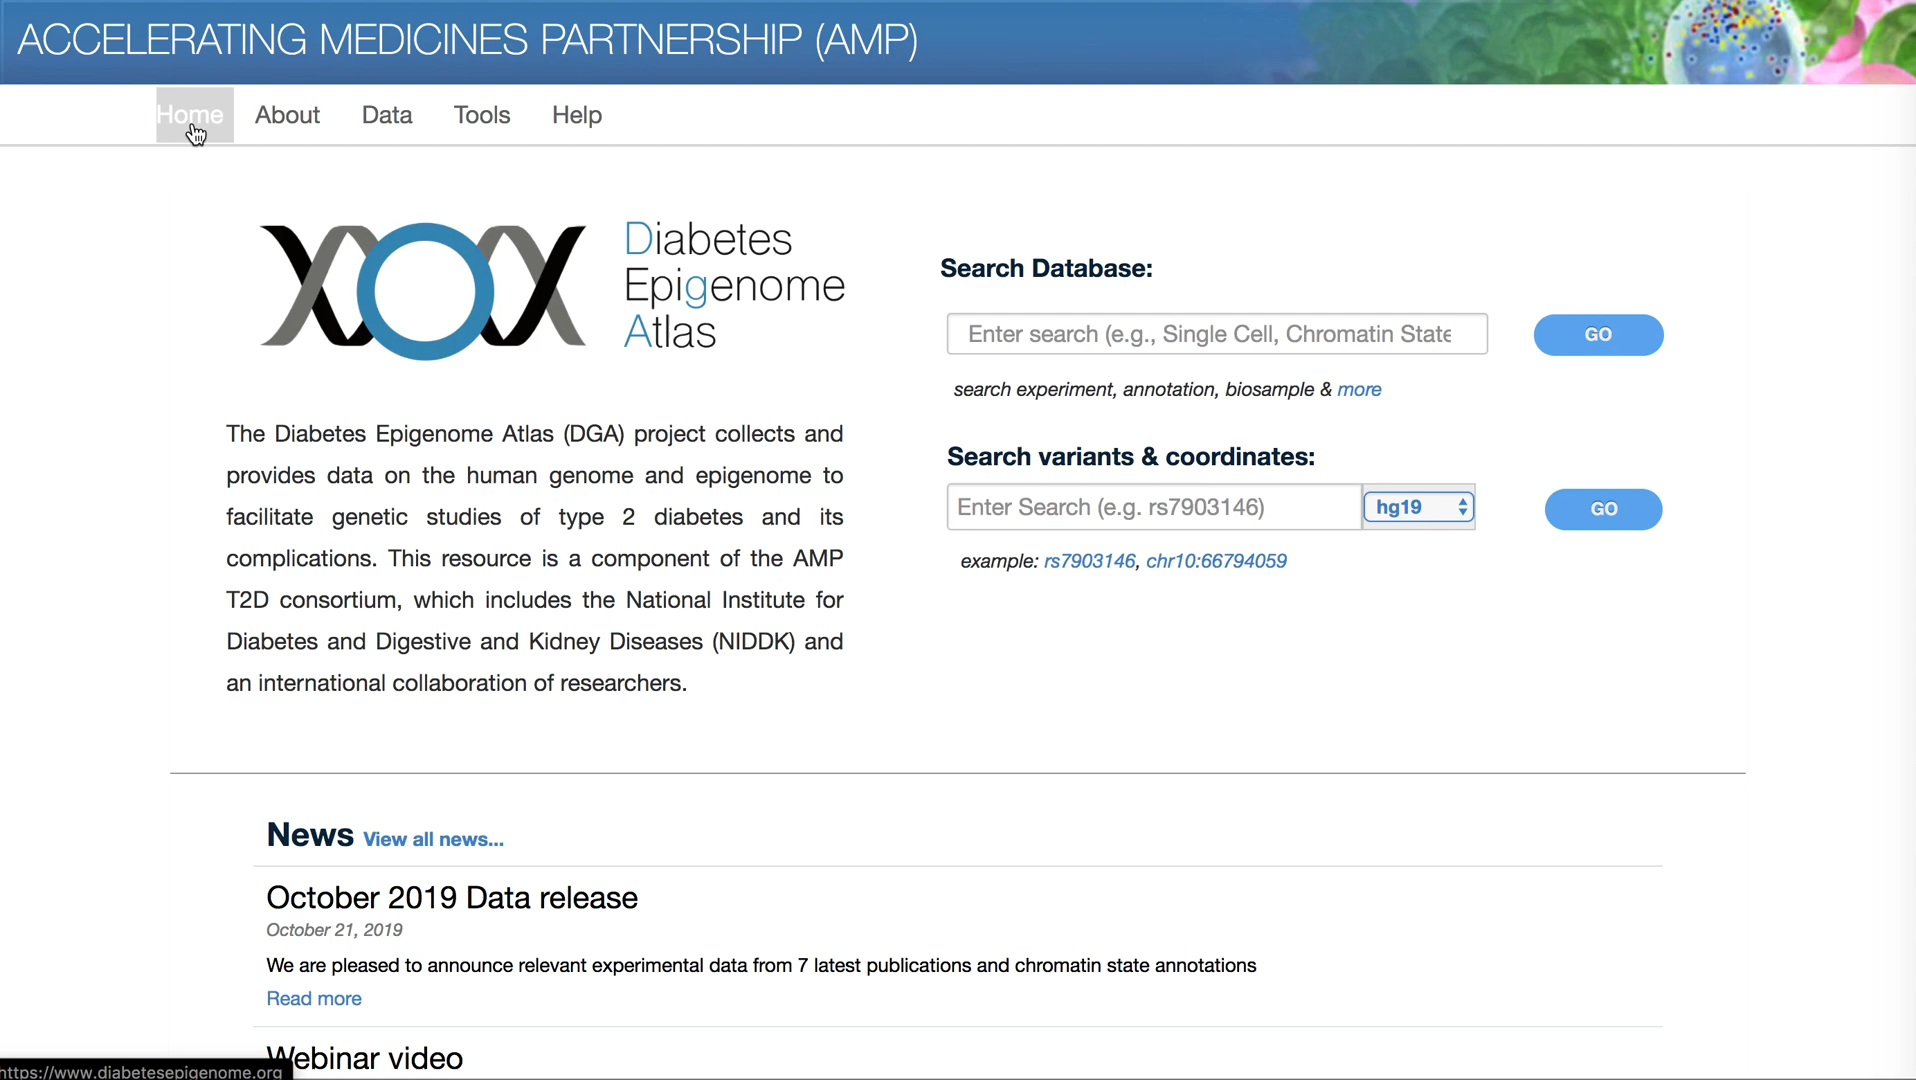 ACCELERATING MEDICINES PARTNERSHIP (AMP)
Home About Data Tools Help
Diabetes
Epigenome
Atlas
The Diabetes Epigenome Atlas (DGA) project collects and
provides data on the human genome and epigenome to
facilitate genetic studies of type 2 diabetes and its
complications. This resource is a component of the AMP
T2D consortium, which includes the National Institute for
Diabetes and Digestive and Kidney Diseases (NIDDK) and
an international collaboration of researchers.
Search Database:
Enter search (e.g., Single Cell, Chromatin State
GO
search experiment, annotation, biosample & more
Search variants & coordinates:
Enter Search (e.g. rs7903146)
hg19
GO
example: rs7903146, chr10:66794059
News View all news...
October 2019 Data release
October 21, 2019
We are pleased to announce relevant experimental data from 7 latest publications and chromatin state annotations
Read more
Webinar video
https://www.diabetesepigenome.org